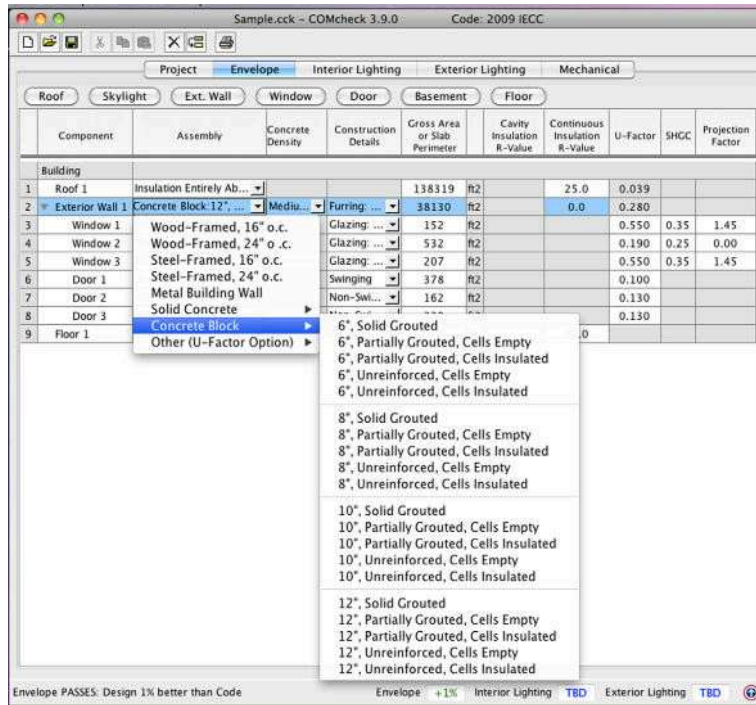 Sample.cck - COMcheck 3.9.0 Code: 2009 IECC
Project Envelope Interior Lighting Exterior Lighting Mechanical
Roof Skylight Ext. Wall Window Door Basement Floor
Component Assembly Concrete Density Construction Details Gross Area or Slab Perimeter Cavity Insulation R-Value Continuous Insulation R-Value U-Factor SHGC Projection Factor
Building
1 Roof 1 Insulation Entirely Ab... 138319 ft2 25.0 0.039
2 Exterior Wall 1 Concrete Block:12", ... Mediu... Furring: ... 38130 ft2 0.0 0.280
3 Window 1 Glazing: ... 152 ft2 0.550 0.35 1.45
4 Window 2 Glazing: ... 532 ft2 0.190 0.25 0.00
5 Window 3 Glazing: ... 207 ft2 0.550 0.35 1.45
6 Door 1 Swinging 378 ft2 0.100
7 Door 2 Non-Swi... 162 ft2 0.130
8 Door 3 0.130
9 Floor 1 .0
Wood-Framed, 16" o.c.
Wood-Framed, 24" o .c.
Steel-Framed, 16" o.c.
Steel-Framed, 24" o.c.
Metal Building Wall
Solid Concrete
Concrete Block
Other (U-Factor Option)
6", Solid Grouted
6", Partially Grouted, Cells Empty
6", Partially Grouted, Cells Insulated
6", Unreinforced, Cells Empty
6", Unreinforced, Cells Insulated
8", Solid Grouted
8", Partially Grouted, Cells Empty
8", Partially Grouted, Cells Insulated
8", Unreinforced, Cells Empty
8", Unreinforced, Cells Insulated
10", Solid Grouted
10", Partially Grouted, Cells Empty
10", Partially Grouted, Cells Insulated
10", Unreinforced, Cells Empty
10", Unreinforced, Cells Insulated
12", Solid Grouted
12", Partially Grouted, Cells Empty
12", Partially Grouted, Cells Insulated
12", Unreinforced, Cells Empty
12", Unreinforced, Cells Insulated
Envelope PASSES: Design 1% better than Code Envelope +1% Interior Lighting TBD Exterior Lighting TBD